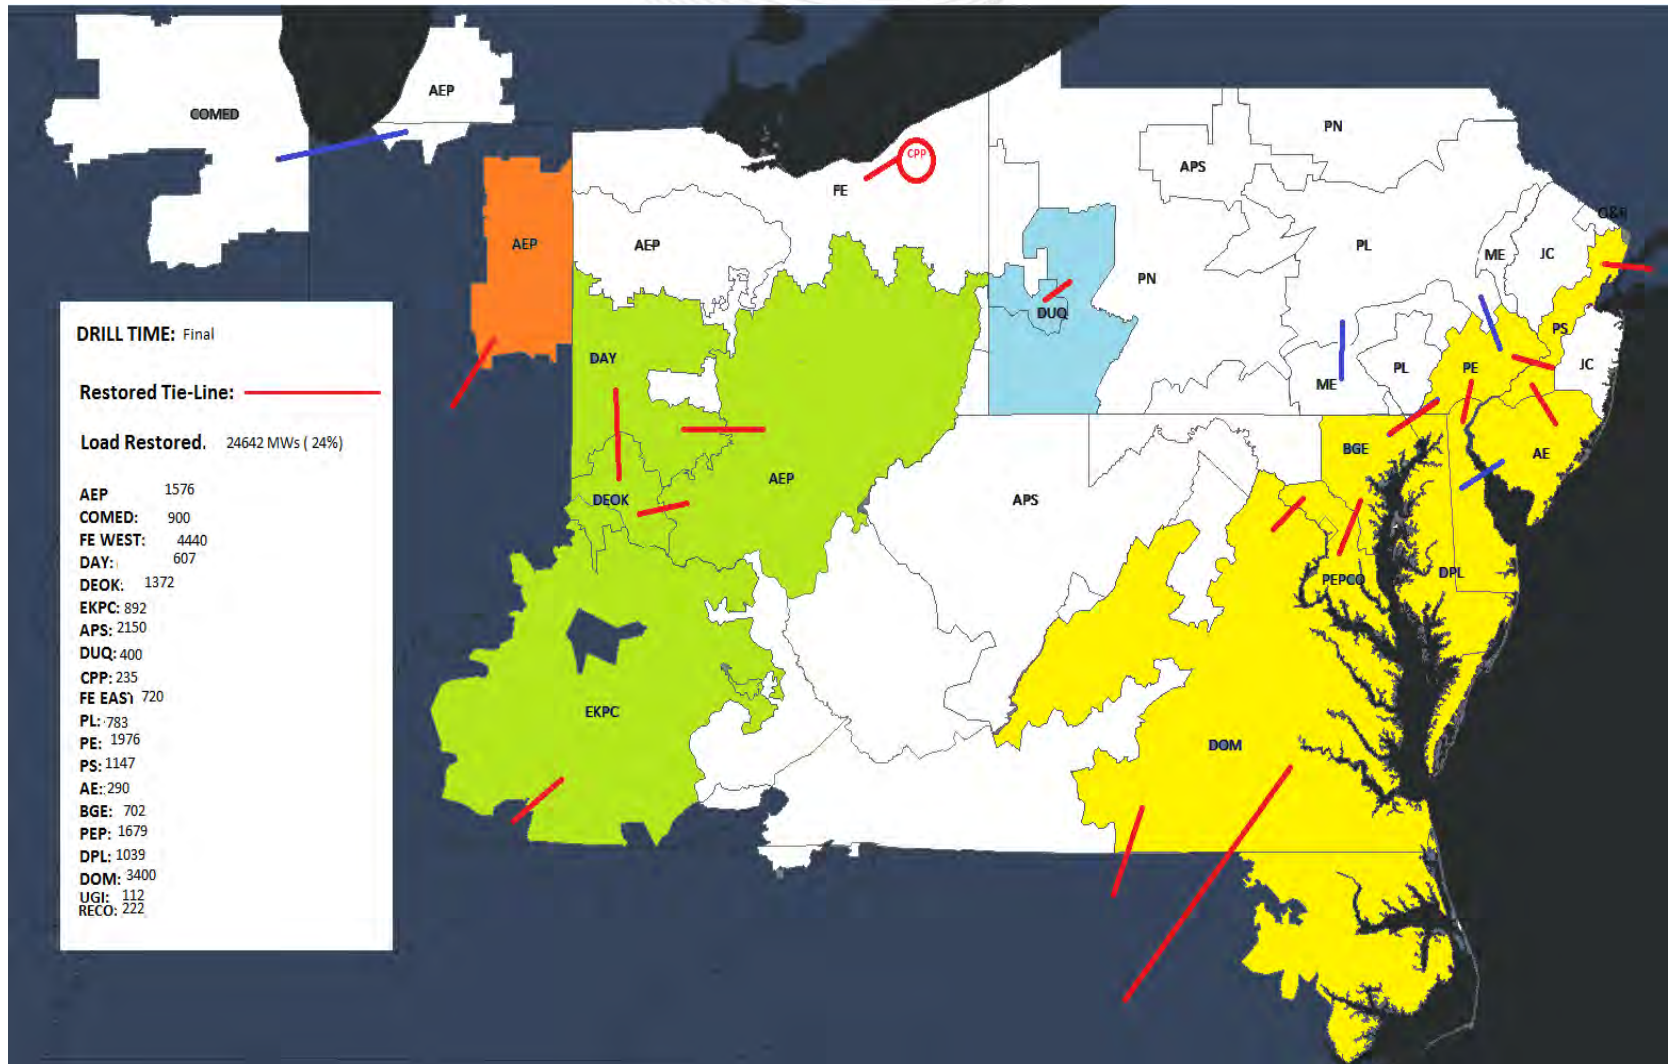 COMED
AEP
PN
CPP
APS
FE
O&R
AEP
AEP
PL
ME
JC
PN
DUQ
PS
DRILL TIME: Final
DAY
PE
JC
PL
ME
Restored Tie-Line:
Load Restored. 24642 MWs ( 24%)
BGE
AE
AEP
AEP 1576
DEOK
APS
COMED: 900
FE WEST: 4440
DAY: 607
PEPCO
DPL
DEOK: 1372
EKPC: 892
APS: 2150
DUQ: 400
CPP: 235
FE EAST 720
EKPC
PL: 783
PE: 1976
DOM
PS: 1147
AE: 290
BGE: 702
PEP: 1679
DPL: 1039
DOM: 3400
UGI: 112
RECO: 222